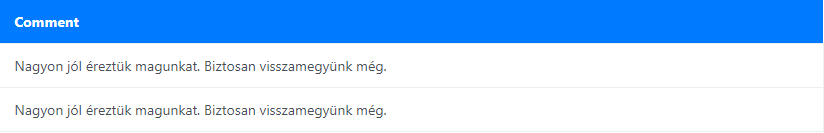 Comment
Nagyon jól éreztük magunkat. Biztosan visszamegyünk még.
Nagyon jól éreztük magunkat. Biztosan visszamegyünk még.